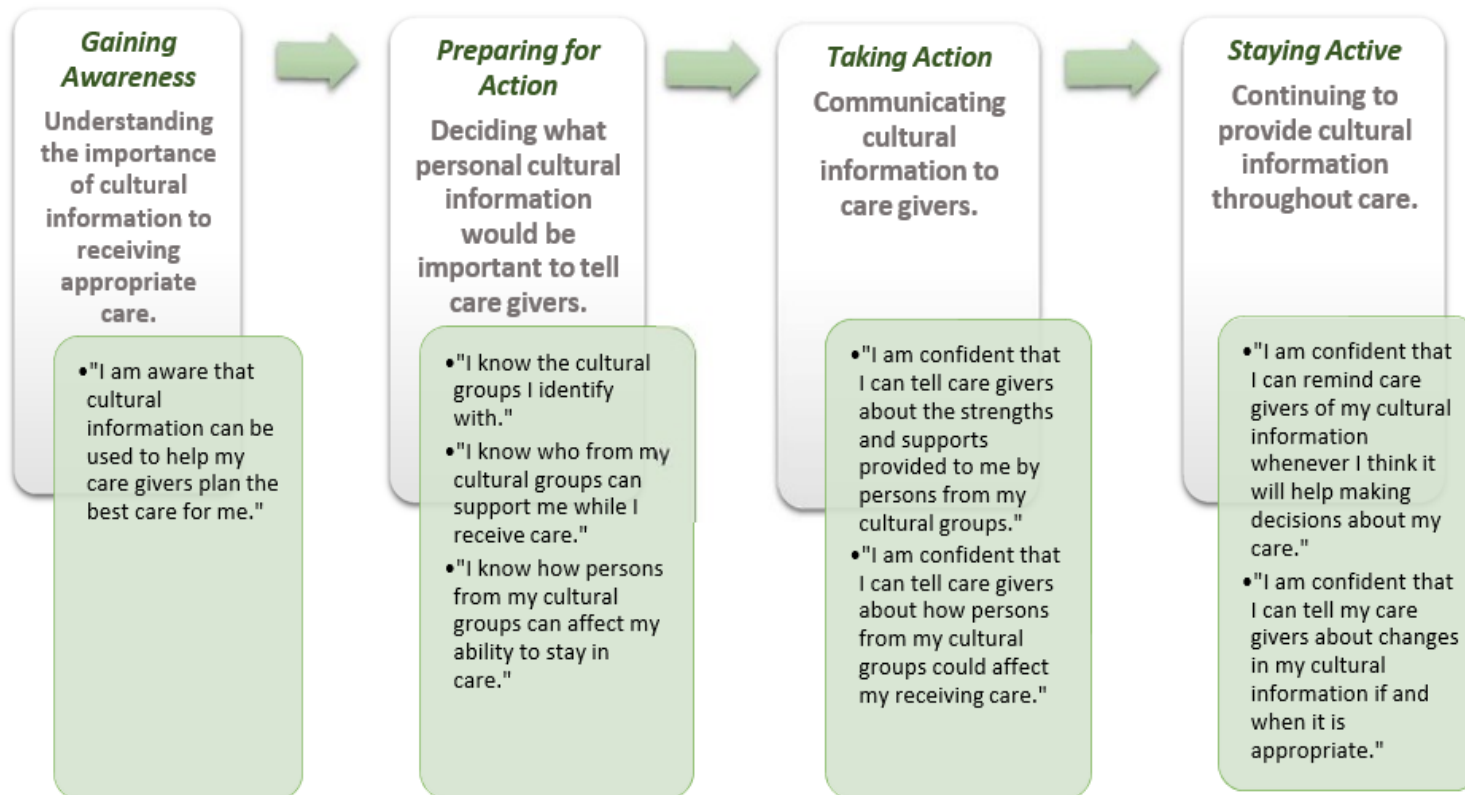 Gaining
Awareness
Understanding
the importance
of cultural
information to
receiving
appropriate
care.
•"I am aware that
cultural
information can be
used to help my
care givers plan the
best care for me."
Preparing for
Action
Deciding what
personal cultural
information
would be
important to tell
care givers.
•"I know the cultural
groups I identify
with."
•"I know who from my
cultural groups can
support me while I
receive care."
•"I know how persons
from my cultural
groups can affect my
ability to stay in
care."
Taking Action
Communicating
cultural
information to
care givers.
•"I am confident that
I can tell care givers
about the strengths
and supports
provided to me by
persons from my
cultural groups."
•"I am confident that
I can tell care givers
about how persons
from my cultural
groups could affect
my receiving care."
Staying Active
Continuing to
provide cultural
information
throughout care.
•"I am confident that
I can remind care
givers of my cultural
information
whenever I think it
will help making
decisions about my
care."
•"I am confident that
I can tell my care
givers about changes
in my cultural
information if and
when it is
appropriate."